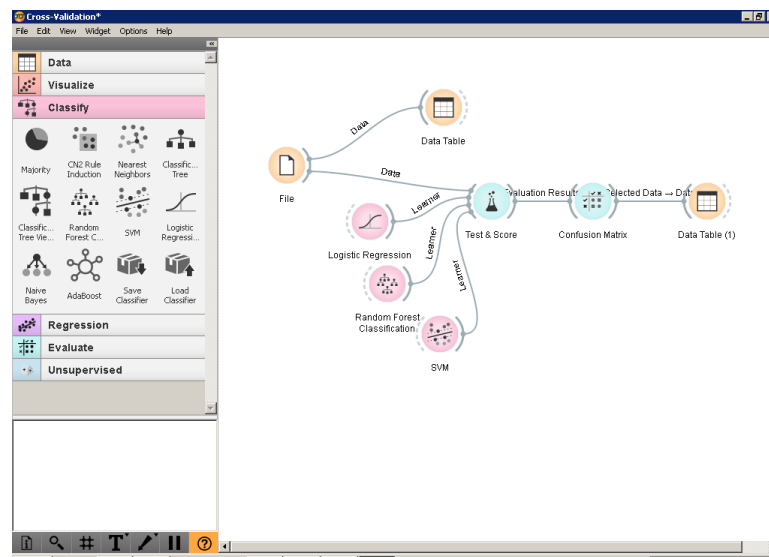 Cross-Validation*
File Edit View Widget Options Help
Data
Visualize
Classify
Majority
CN2 Rule
Induction
Nearest
Neighbors
Classific...
Tree
Classific...
Tree Vie...
Random
Forest C...
SVM
Logistic
Regressi...
Naive
Bayes
AdaBoost
Save
Classifier
Load
Classifier
Regression
Evaluate
Unsupervised
Data
Data Table
File
Data
Learner
Logistic Regression
Learner
Random Forest
Classification
Learner
SVM
Test & Score
Evaluation Results
Confusion Matrix
Selected Data → Data
Data Table (1)
T
?